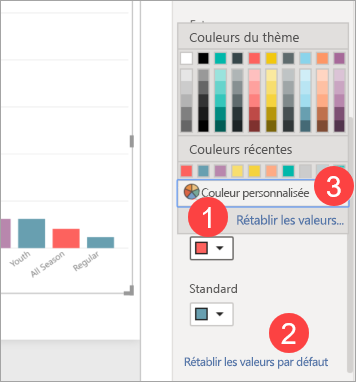 Couleurs du thème
Couleurs récentes
3
Couleur personnalisée
1
Rétablir les valeurs...
Youth
All Season
Regular
Standard
2
Rétablir les valeurs par défaut